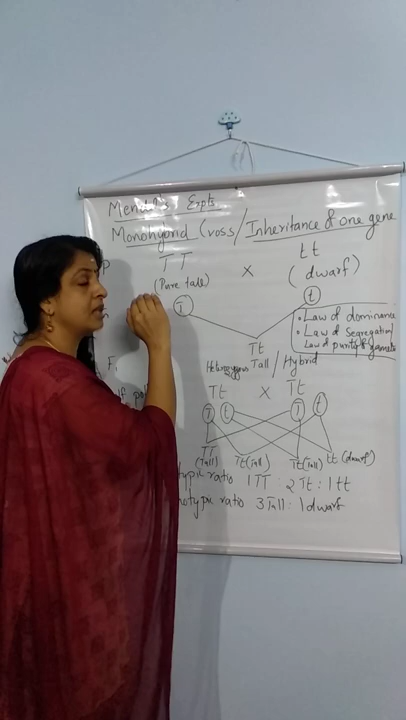 Mendel's Expts
Monohybrid Cross/Inheritance of one gene
P TT x tt
(Pure tall) (dwarf)
T t
• Law of dominance
• Law of segregation
Law of purity of gametes
F1 Tt
Heterozygous Tall / Hybrid
Tt x Tt
T t T t
TT Tt(Tall) Tt(Tall) tt (dwarf)
(Tall)
typic ratio 1TT : 2Tt : 1tt
notypic ratio 3Tall : 1dwarf